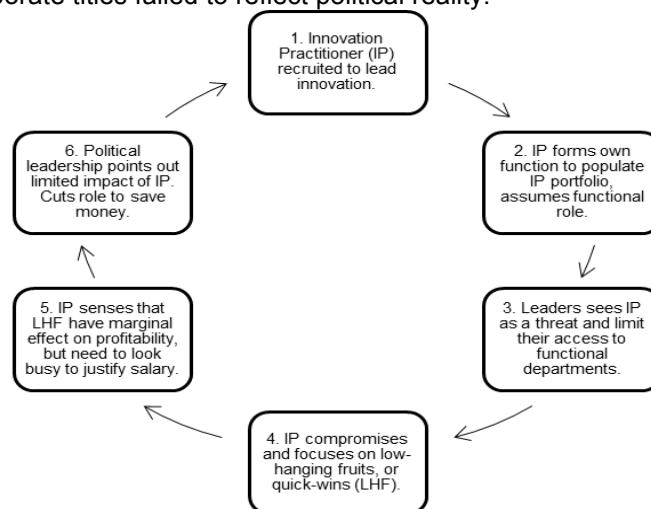 porate titles failed to reflect political reality.
1. Innovation
Practitioner (IP)
recruited to lead
innovation.
2. IP forms own
function to populate
IP portfolio,
assumes functional
role.
3. Leaders sees IP
as a threat and limit
their access to
functional
departments.
4. IP compromises
and focuses on low-
hanging fruits, or
quick-wins (LHF).
5. IP senses that
LHF have marginal
effect on profitability,
but need to look
busy to justify salary.
6. Political
leadership points out
limited impact of IP.
Cuts role to save
money.